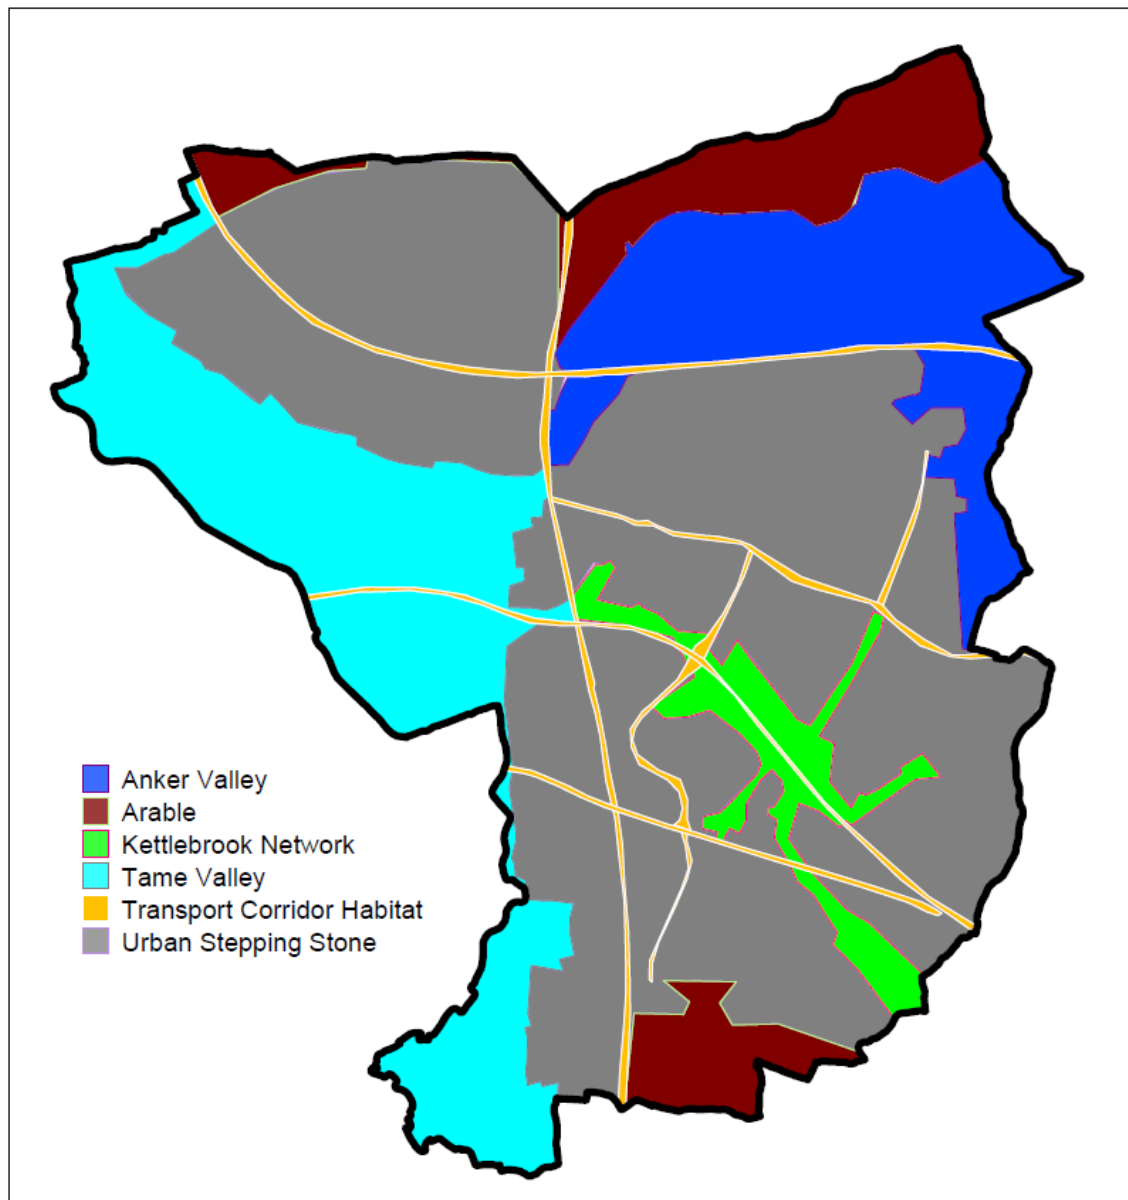 Anker Valley
Arable
Kettlebrook Network
Tame Valley
Transport Corridor Habitat
Urban Stepping Stone